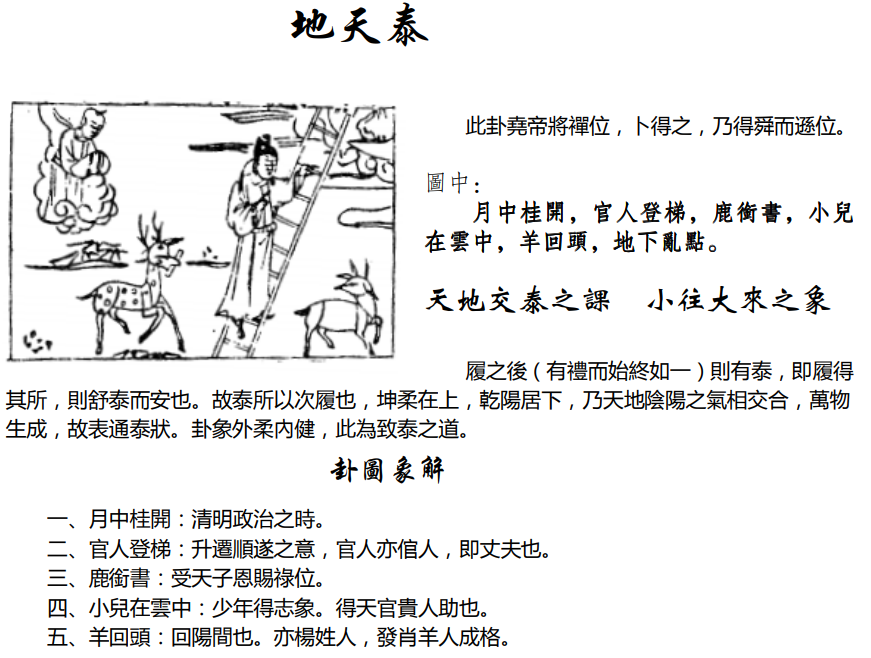 地天泰
此卦堯帝將禪位，卜得之，乃得舜而遜位。
圖中：
月中桂開，官人登梯，鹿銜書，小兒
在雲中，羊回頭，地下亂點。
天地交泰之課　小往大來之象
履之後（有禮而始終如一）則有泰，即履得
其所，則舒泰而安也。故泰所以次履也，坤柔在上，乾陽居下，乃天地陰陽之氣相交合，萬物
生成，故表通泰狀。卦象外柔內健，此為致泰之道。
卦圖象解
一、月中桂開：清明政治之時。
二、官人登梯：升遷順遂之意，官人亦倌人，即丈夫也。
三、鹿銜書：受天子恩賜祿位。
四、小兒在雲中：少年得志象。得天官貴人助也。
五、羊回頭：回陽間也。亦楊姓人，發肖羊人成格。